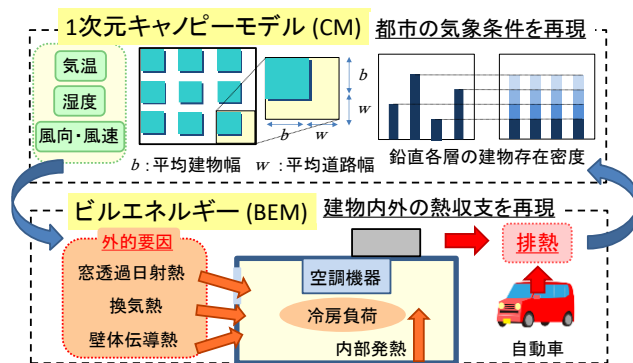 1次元キャノピーモデル (CM)
都市の気象条件を再現
気温
湿度
風向・風速
b
w
b
w
b :平均建物幅 w :平均道路幅
鉛直各層の建物存在密度
ビルエネルギー (BEM)
建物内外の熱収支を再現
外的要因
窓透過日射熱
換気熱
壁体伝導熱
空調機器
冷房負荷
内部発熱
排熱
自動車